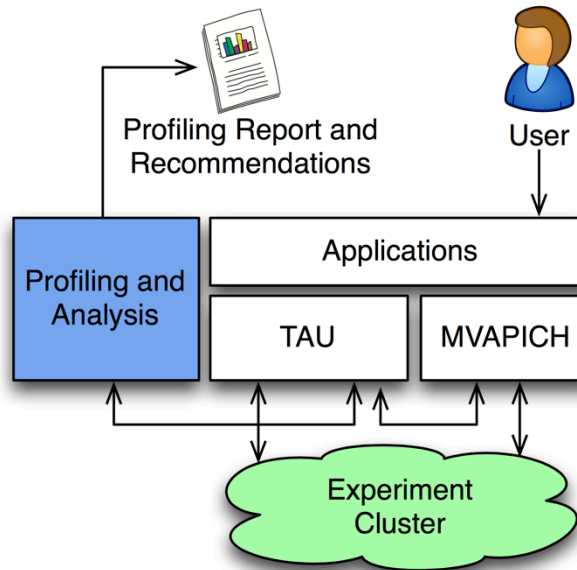 Profiling Report and
Recommendations
User
Applications
Profiling and
Analysis
TAU
MVAPICH
Experiment
Cluster